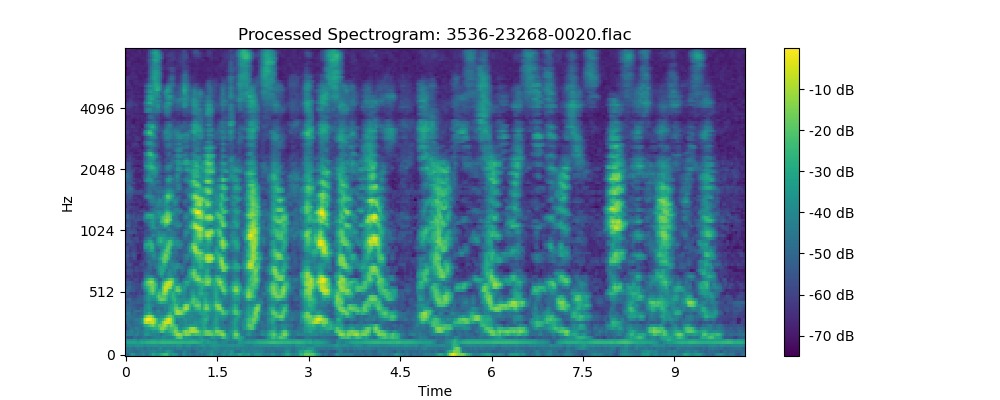 Processed Spectrogram: 3536-23268-0020.flac
4096
2048
1024
512
0
Hz
0 1.5 3 4.5 6 7.5 9
Time
-10 dB
-20 dB
-30 dB
-40 dB
-50 dB
-60 dB
-70 dB